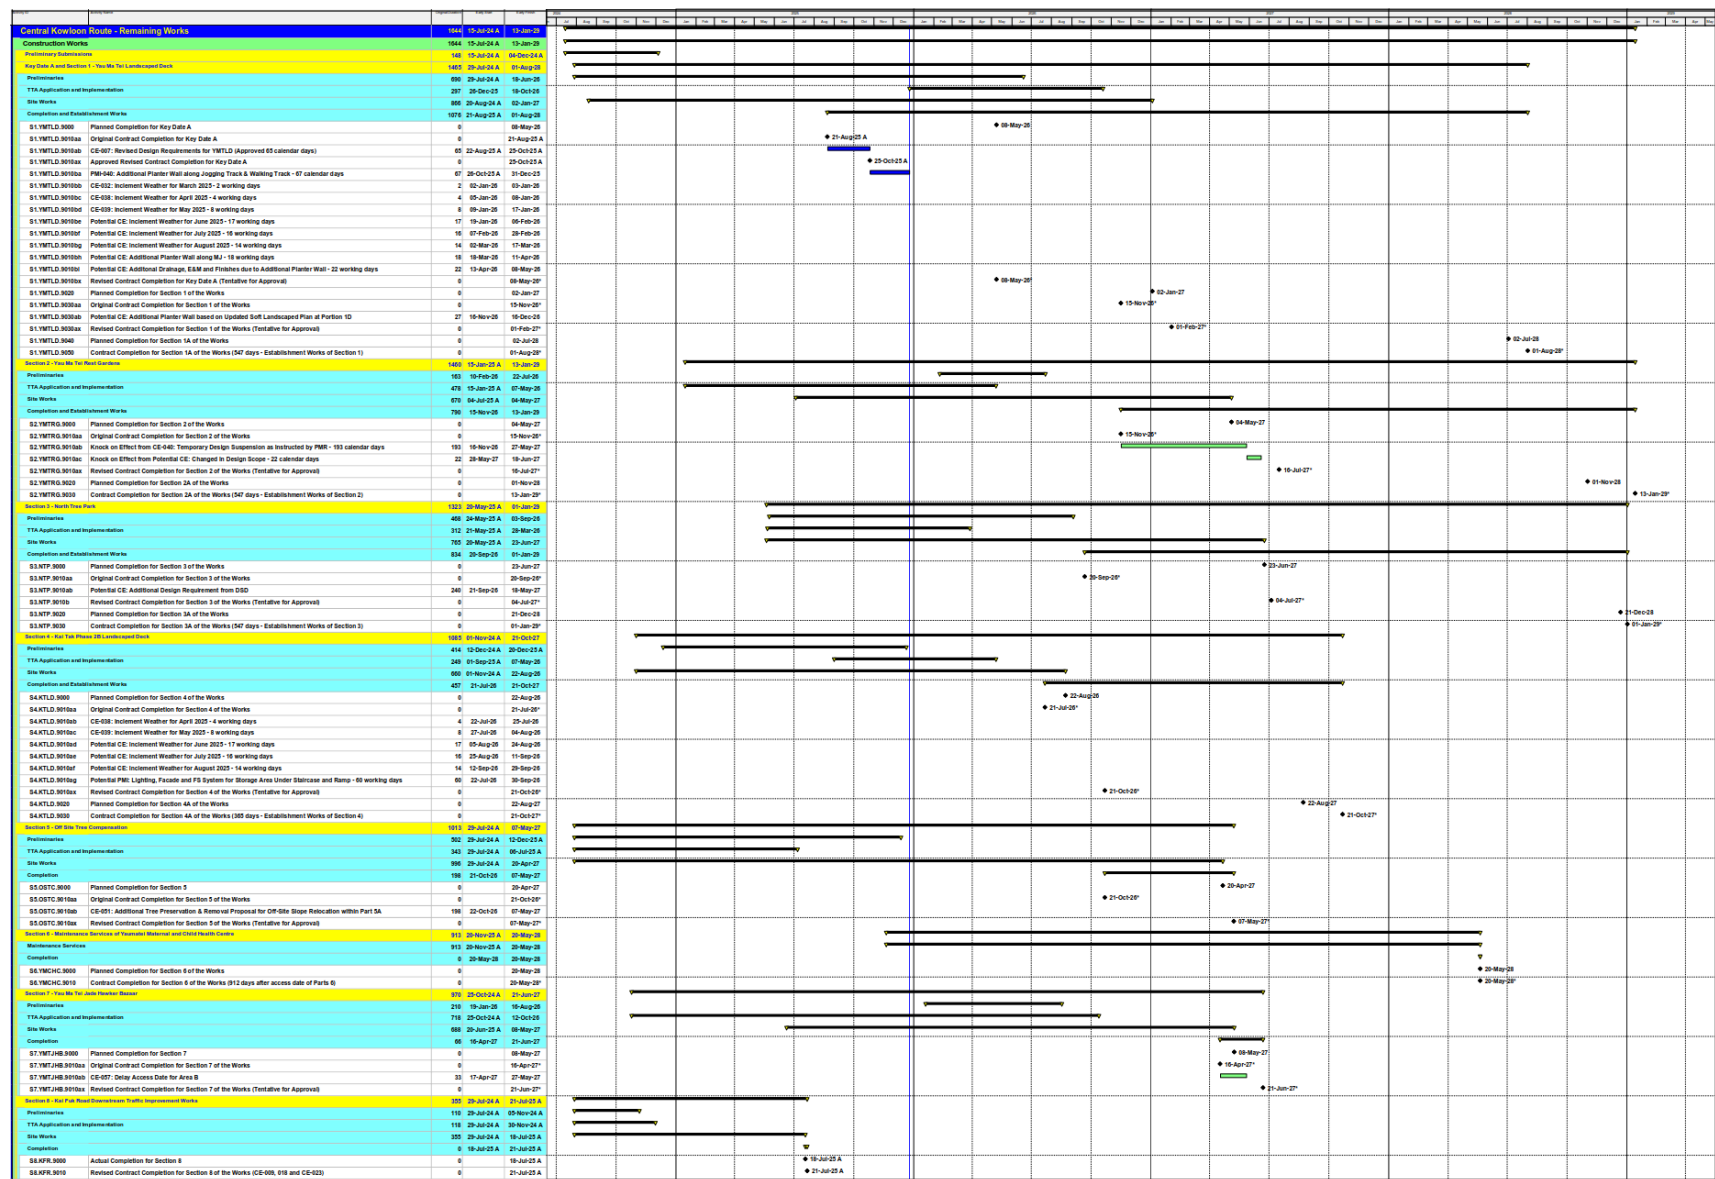 Central Kowloon Route - Remaining Works 1644 15-Jul-24 A 13-Jan-29
Construction Works 1644 15-Jul-24 A 13-Jan-29
Preliminary Submissions 148 15-Jul-24 A 04-Dec-24 A
Key Date A and Section 1 - Yau Ma Tei Landscaped Deck 1465 29-Jul-24 A 01-Aug-28
Preliminaries 690 29-Jul-24 A 18-Jun-26
TTA Application and Implementation 297 26-Dec-25 18-Oct-26
Site Works 866 20-Aug-24 A 02-Jan-27
Completion and Establishment Works 1076 21-Aug-25 A 01-Aug-28
S1.YMTLD.9000 Planned Completion for Key Date A 0 08-May-26
S1.YMTLD.9010aa Original Contract Completion for Key Date A 0 21-Aug-25 A
S1.YMTLD.9010ab CE-007: Revised Design Requirements for YMTLD (Approved 65 calendar days) 65 22-Aug-25 A 25-Oct-25 A
S1.YMTLD.9010ax Approved Revised Contract Completion for Key Date A 0 25-Oct-25 A
S1.YMTLD.9010ba PMI-040: Additional Planter Wall along Jogging Track & Walking Track - 67 calendar days 67 26-Oct-25 A 31-Dec-25
S1.YMTLD.9010bb CE-032: Inclement Weather for March 2025 - 2 working days 2 02-Jan-26 03-Jan-26
S1.YMTLD.9010bc CE-038: Inclement Weather for April 2025 - 4 working days 4 05-Jan-26 08-Jan-26
S1.YMTLD.9010bd CE-039: Inclement Weather for May 2025 - 8 working days 8 09-Jan-26 17-Jan-26
S1.YMTLD.9010be Potential CE: Inclement Weather for June 2025 - 17 working days 17 19-Jan-26 06-Feb-26
S1.YMTLD.9010bf Potential CE: Inclement Weather for July 2025 - 16 working days 16 07-Feb-26 28-Feb-26
S1.YMTLD.9010bg Potential CE: Inclement Weather for August 2025 - 14 working days 14 02-Mar-26 17-Mar-26
S1.YMTLD.9010bh Potential CE: Additional Planter Wall along MJ - 18 working days 18 18-Mar-26 11-Apr-26
S1.YMTLD.9010bi Potential CE: Additional Drainage, E&M and Finishes due to Additional Planter Wall - 22 working days 22 13-Apr-26 08-May-26
S1.YMTLD.9010bx Revised Contract Completion for Key Date A (Tentative for Approval) 0 08-May-26*
S1.YMTLD.9020 Planned Completion for Section 1 of the Works 0 02-Jan-27
S1.YMTLD.9030aa Original Contract Completion for Section 1 of the Works 0 15-Nov-26*
S1.YMTLD.9030ab Potential CE: Additional Planter Wall based on Updated Soft Landscaped Plan at Portion 1D 27 16-Nov-26 16-Dec-26
S1.YMTLD.9030ax Revised Contract Completion for Section 1 of the Works (Tentative for Approval) 0 01-Feb-27*
S1.YMTLD.9040 Planned Completion for Section 1A of the Works 0 02-Jul-28
S1.YMTLD.9050 Contract Completion for Section 1A of the Works (547 days - Establishment Works of Section 1) 0 01-Aug-28*
Section 2 - Yau Ma Tei Rest Gardens 1460 15-Jan-25 A 13-Jan-29
Preliminaries 163 10-Feb-26 22-Jul-26
TTA Application and Implementation 478 15-Jan-25 A 07-May-26
Site Works 670 04-Jul-25 A 04-May-27
Completion and Establishment Works 790 15-Nov-26 13-Jan-29
S2.YMTRG.9000 Planned Completion for Section 2 of the Works 0 04-May-27
S2.YMTRG.9010aa Original Contract Completion for Section 2 of the Works 0 15-Nov-26*
S2.YMTRG.9010ab Knock on Effect from CE-040: Temporary Design Suspension as Instructed by PMR - 193 calendar days 193 16-Nov-26 27-May-27
S2.YMTRG.9010ac Knock on Effect from Potential CE: Changed in Design Scope - 22 calendar days 22 28-May-27 18-Jun-27
S2.YMTRG.9010ax Revised Contract Completion for Section 2 of the Works (Tentative for Approval) 0 16-Jul-27*
S2.YMTRG.9020 Planned Completion for Section 2A of the Works 0 01-Nov-28
S2.YMTRG.9030 Contract Completion for Section 2A of the Works (547 days - Establishment Works of Section 2) 0 13-Jan-29*
Section 3 - North Tree Park 1323 20-May-25 A 01-Jan-29
Preliminaries 468 24-May-25 A 03-Sep-26
TTA Application and Implementation 312 21-May-25 A 28-Mar-26
Site Works 765 20-May-25 A 23-Jun-27
Completion and Establishment Works 834 20-Sep-26 01-Jan-29
S3.NTP.9000 Planned Completion for Section 3 of the Works 0 23-Jun-27
S3.NTP.9010aa Original Contract Completion for Section 3 of the Works 0 20-Sep-26*
S3.NTP.9010ab Potential CE: Additional Design Requirement from DSD 240 21-Sep-26 18-May-27
S3.NTP.9010b Revised Contract Completion for Section 3 of the Works (Tentative for Approval) 0 04-Jul-27*
S3.NTP.9020 Planned Completion for Section 3A of the Works 0 21-Dec-28
S3.NTP.9030 Contract Completion for Section 3A of the Works (547 days - Establishment Works of Section 3) 0 01-Jan-29*
Section 4 - Kai Tak Phase 2B Landscaped Deck 1085 01-Nov-24 A 21-Oct-27
Preliminaries 414 12-Dec-24 A 20-Dec-25 A
TTA Application and Implementation 249 01-Sep-25 A 07-May-26
Site Works 660 01-Nov-24 A 22-Aug-26
Completion and Establishment Works 457 21-Jul-26 21-Oct-27
S4.KTLD.9000 Planned Completion for Section 4 of the Works 0 22-Aug-26
S4.KTLD.9010aa Original Contract Completion for Section 4 of the Works 0 21-Jul-26*
S4.KTLD.9010ab CE-038: Inclement Weather for April 2025 - 4 working days 4 22-Jul-26 25-Jul-26
S4.KTLD.9010ac CE-039: Inclement Weather for May 2025 - 8 working days 8 27-Jul-26 04-Aug-26
S4.KTLD.9010ad Potential CE: Inclement Weather for June 2025 - 17 working days 17 05-Aug-26 24-Aug-26
S4.KTLD.9010ae Potential CE: Inclement Weather for July 2025 - 16 working days 16 25-Aug-26 11-Sep-26
S4.KTLD.9010af Potential CE: Inclement Weather for August 2025 - 14 working days 14 12-Sep-26 29-Sep-26
S4.KTLD.9010ag Potential PMI: Lighting, Facade and FS System for Storage Area Under Staircase and Ramp - 60 working days 60 22-Jul-26 30-Sep-26
S4.KTLD.9010ax Revised Contract Completion for Section 4 of the Works (Tentative for Approval) 0 21-Oct-26*
S4.KTLD.9020 Planned Completion for Section 4A of the Works 0 22-Aug-27
S4.KTLD.9030 Contract Completion for Section 4A of the Works (365 days - Establishment Works of Section 4) 0 21-Oct-27*
Section 5 - Off Site Tree Compensation 1013 29-Jul-24 A 07-May-27
Preliminaries 502 29-Jul-24 A 12-Dec-25 A
TTA Application and Implementation 343 29-Jul-24 A 06-Jul-25 A
Site Works 996 29-Jul-24 A 20-Apr-27
Completion 198 21-Oct-26 07-May-27
S5.OSTC.9000 Planned Completion for Section 5 0 20-Apr-27
S5.OSTC.9010aa Original Contract Completion for Section 5 of the Works 0 21-Oct-26*
S5.OSTC.9010ab CE-051: Additional Tree Preservation & Removal Proposal for Off-Site Slope Relocation within Part 5A 198 22-Oct-26 07-May-27
S5.OSTC.9010ax Revised Contract Completion for Section 5 of the Works (Tentative for Approval) 0 07-May-27*
Section 6 - Maintenance Services of Yaumatei Maternal and Child Health Centre 913 20-Nov-25 A 20-May-28
Maintenance Services 913 20-Nov-25 A 20-May-28
Completion 0 20-May-28 20-May-28
S6.YMCHC.9000 Planned Completion for Section 6 of the Works 0 20-May-28
S6.YMCHC.9010 Contract Completion for Section 6 of the Works (912 days after access date of Parts 6) 0 20-May-28*
Section 7 - Yau Ma Tei Jade Hawker Bazaar 970 25-Oct-24 A 21-Jun-27
Preliminaries 210 19-Jan-26 16-Aug-26
TTA Application and Implementation 718 25-Oct-24 A 12-Oct-26
Site Works 688 20-Jun-25 A 08-May-27
Completion 66 16-Apr-27 21-Jun-27
S7.YMTJHB.9000 Planned Completion for Section 7 0 08-May-27
S7.YMTJHB.9010aa Original Contract Completion for Section 7 of the Works 0 16-Apr-27*
S7.YMTJHB.9010ab CE-057: Delay Access Date for Area B 33 17-Apr-27 27-May-27
S7.YMTJHB.9010ax Revised Contract Completion for Section 7 of the Works (Tentative for Approval) 0 21-Jun-27*
Section 8 - Kai Fuk Road Downstream Traffic Improvement Works 355 29-Jul-24 A 21-Jul-25 A
Preliminaries 110 29-Jul-24 A 05-Nov-24 A
TTA Application and Implementation 118 29-Jul-24 A 30-Nov-24 A
Site Works 355 29-Jul-24 A 18-Jul-25 A
Completion 0 18-Jul-25 A 21-Jul-25 A
S8.KFR.9000 Actual Completion for Section 8 0 18-Jul-25 A
S8.KFR.9010 Revised Contract Completion for Section 8 of the Works (CE-009, 018 and CE-023) 0 21-Jul-25 A